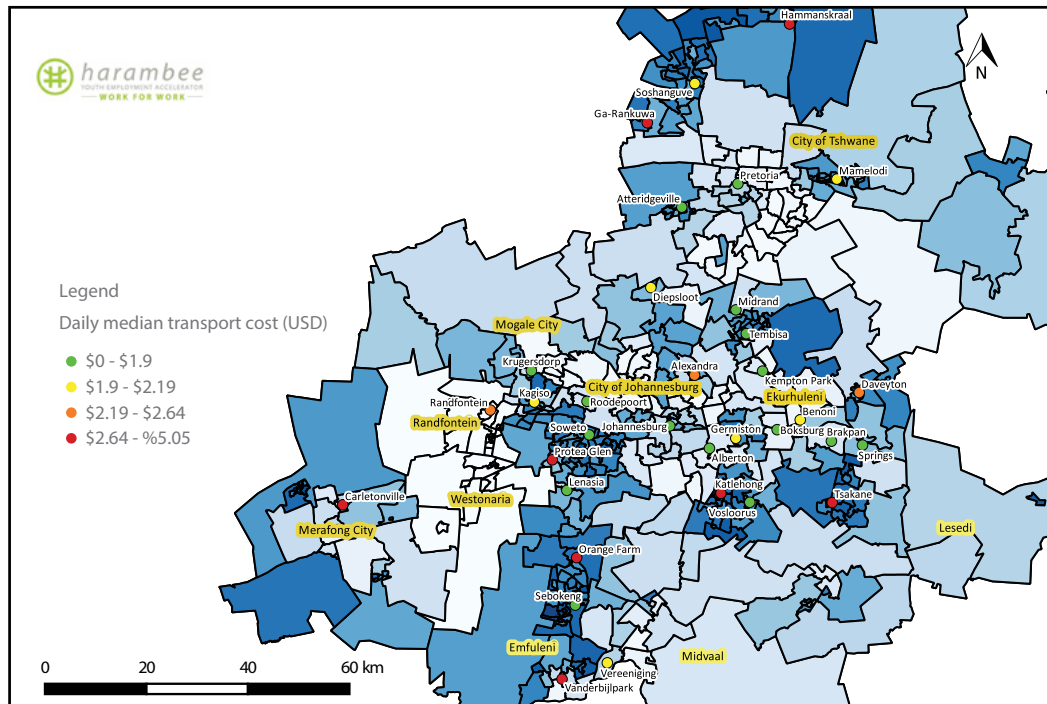 harambee
YOUTH EMPLOYMENT ACCELERATOR
WORK FOR WORK
Legend
Daily median transport cost (USD)
$0 - $1.9
$1.9 - $2.19
$2.19 - $2.64
$2.64 - %5.05
0 20 40 60 km
N
Hammanskraal
Soshanguve
Ga-Rankuwa
City of Tshwane
Mamelodi
Pretoria
Atteridgeville
Diepsloot
Midrand
Mogale City
Tembisa
Krugersdorp
Alexandra
Kempton Park
Daveyton
City of Johannesburg
Kagiso
Ekurhuleni
Randfontein
Roodepoort
Benoni
Randfontein
Soweto
Johannesburg
Germiston
Boksburg
Brakpan
Protea Glen
Alberton
Springs
Lenasia
Katlehong
Carletonville
Westonaria
Tsakane
Vosloorus
Merafong City
Lesedi
Orange Farm
Sebokeng
Emfuleni
Midvaal
Vereeniging
Vanderbijlpark